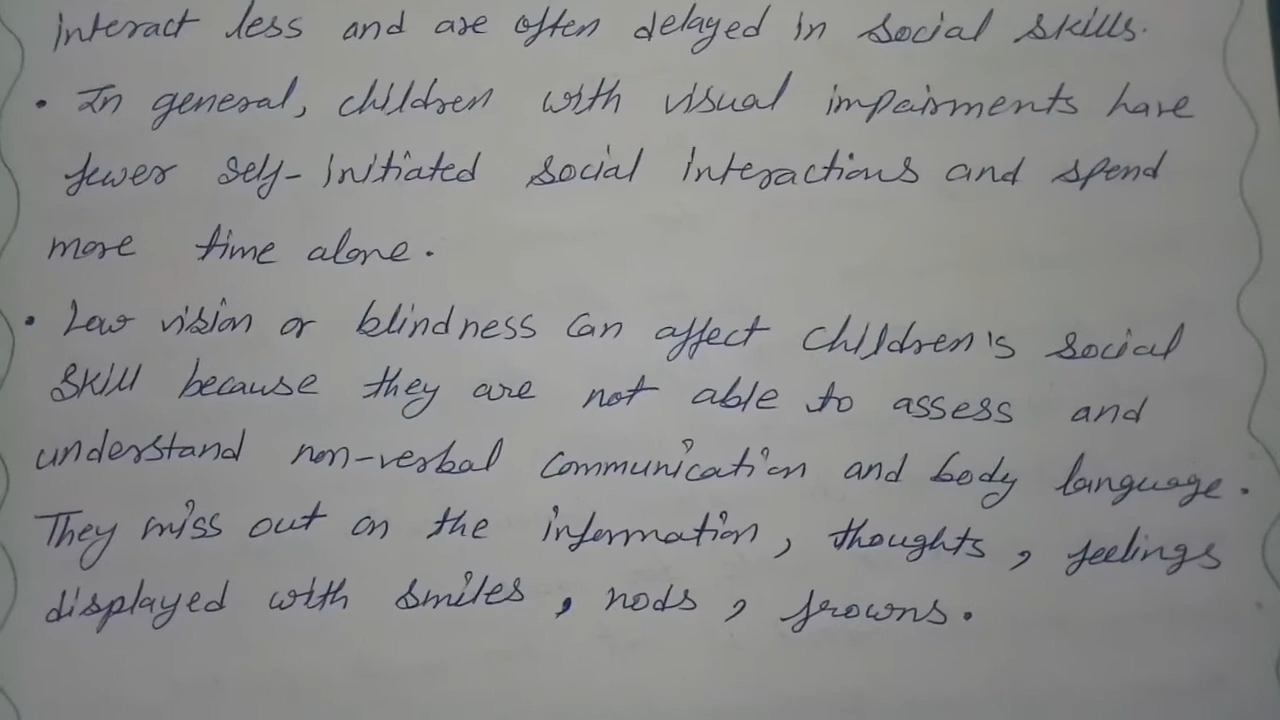 interact less and are often delayed in social skills.
• In general, children with visual impairments have
fewer self-initiated social interactions and spend
more time alone.
• Low vision or blindness can affect children's social
skill because they are not able to assess and
understand non-verbal communication and body language.
They miss out on the information, thoughts, feelings
displayed with smiles, nods, frowns.